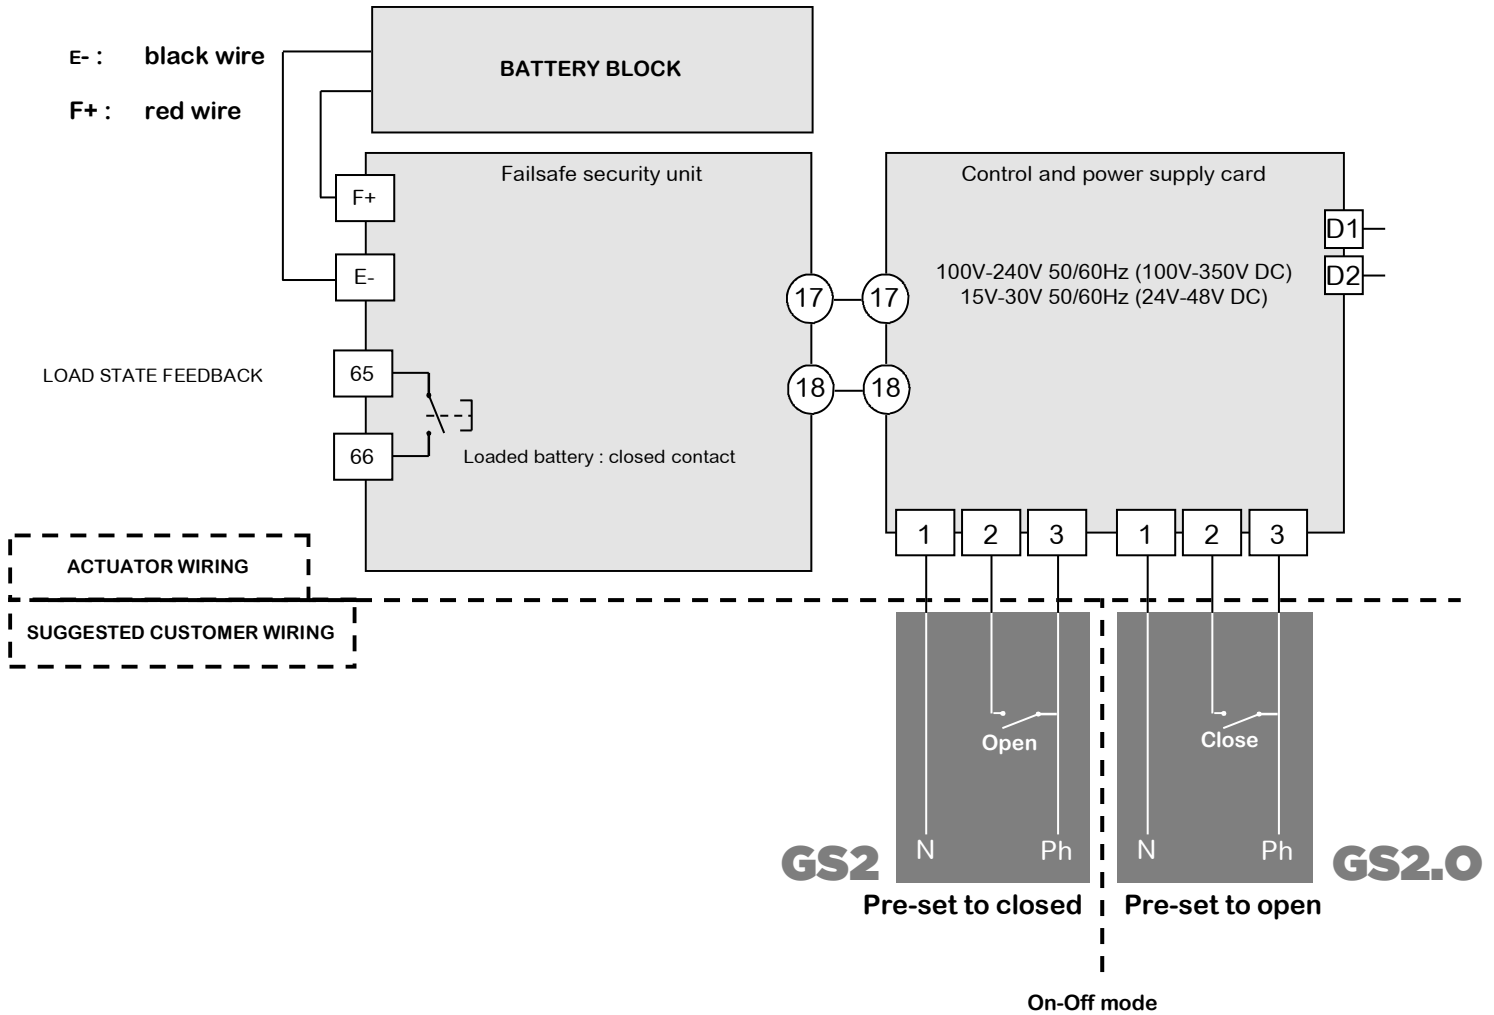 E- : black wire
F+ : red wire
BATTERY BLOCK
Failsafe security unit
F+
E-
LOAD STATE FEEDBACK
65
66
Loaded battery : closed contact
17
18
Control and power supply card
D1
D2
100V-240V 50/60Hz (100V-350V DC)
15V-30V 50/60Hz (24V-48V DC)
17
18
1 2 3 1 2 3
ACTUATOR WIRING
SUGGESTED CUSTOMER WIRING
Open
Close
N Ph
N Ph
GS2
GS2.0
Pre-set to closed
Pre-set to open
On-Off mode